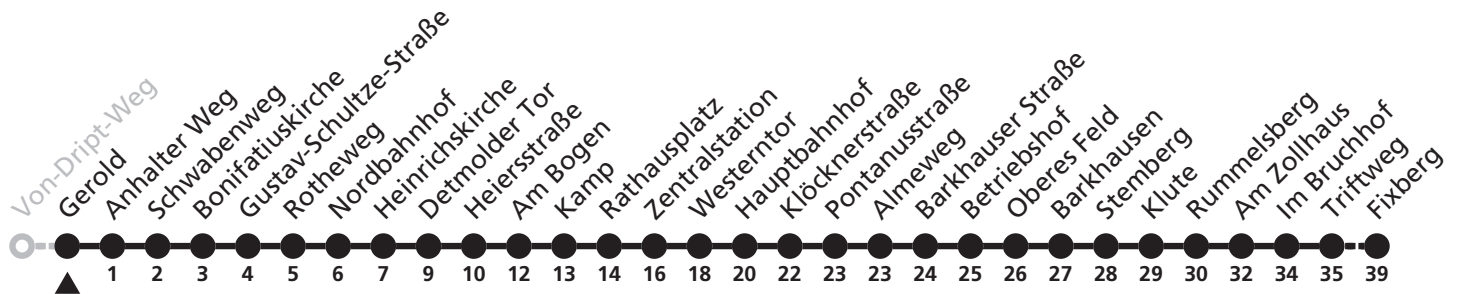 Von-Dript-Weg
Gerold
Anhalter Weg
Schwabenweg
Bonifatiuskirche
Gustav-Schultze-Straße
Rotheweg
Nordbahnhof
Heinrichskirche
Detmolder Tor
Heiersstraße
Am Bogen
Kamp
Rathausplatz
Zentralstation
Westerntor
Hauptbahnhof
Klöcknerstraße
Pontanusstraße
Almeweg
Barkhauser Straße
Betriebshof
Oberes Feld
Barkhausen
Stemberg
Klute
Rummelsberg
Am Zollhaus
Im Bruchhof
Triftweg
Fixberg
1 2 3 4 5 6 7 9 10 12 13 14 16 18 20 22 23 23 24 25 26 27 28 29 30 32 34 35 39